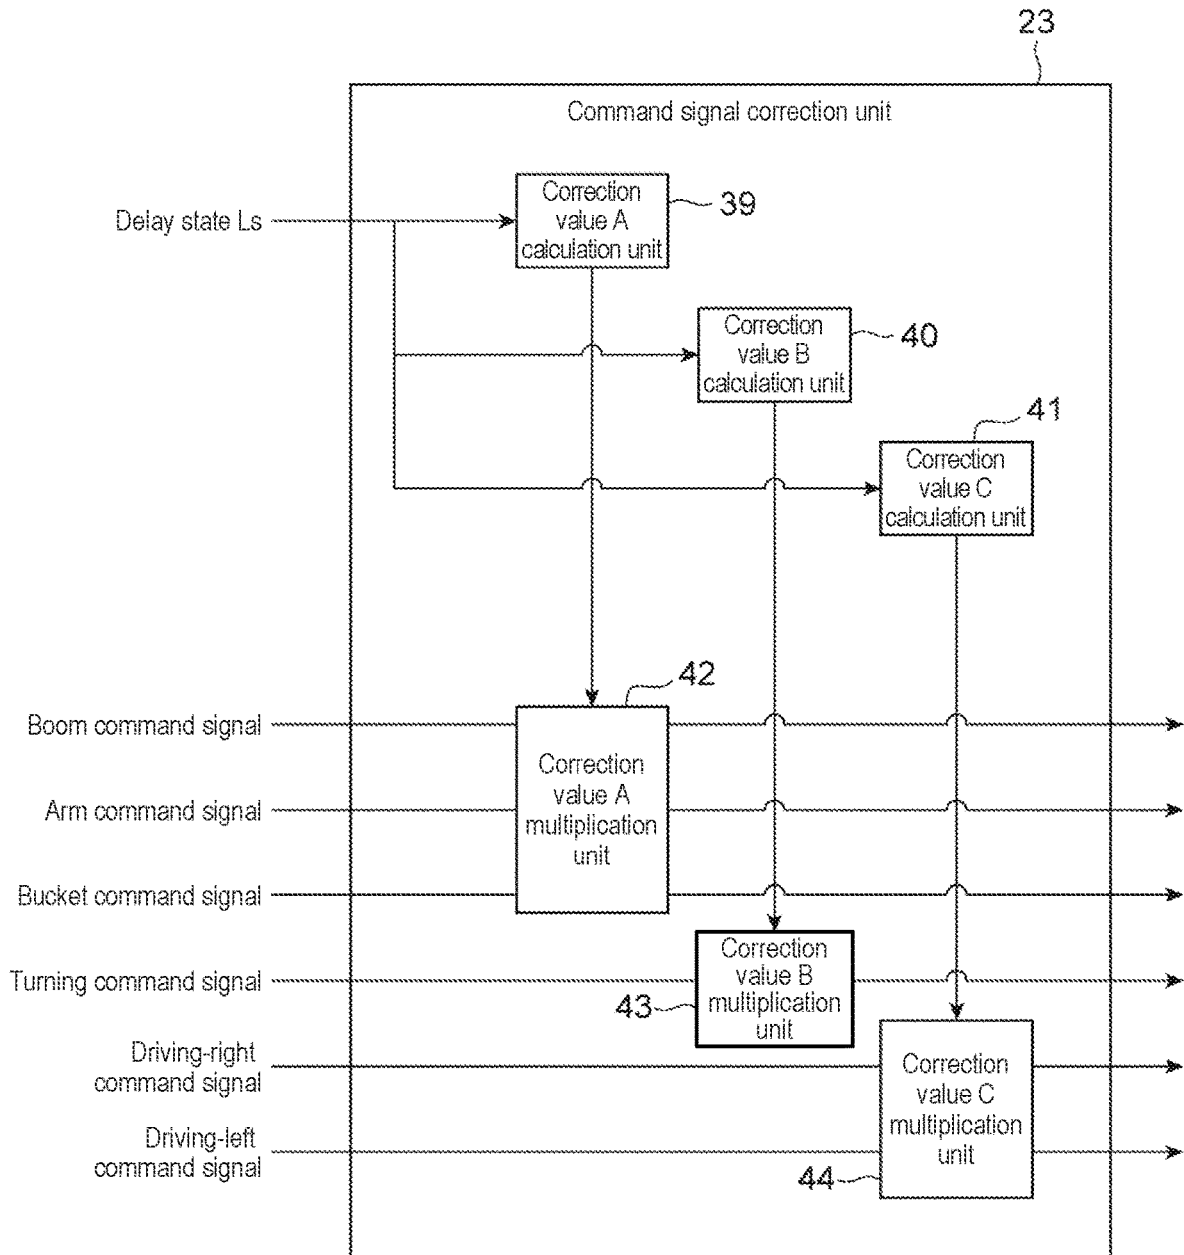 23
Command signal correction unit
Delay state Ls
Correction
value A
calculation unit
39
Correction
value B
calculation unit
40
41
Correction
value C
calculation unit
42
Boom command signal
Correction
value A
multiplication
unit
Arm command signal
Bucket command signal
Turning command signal
Correction
value B
multiplication
unit
43
Driving-right
command signal
Correction
value C
multiplication
unit
Driving-left
command signal
44